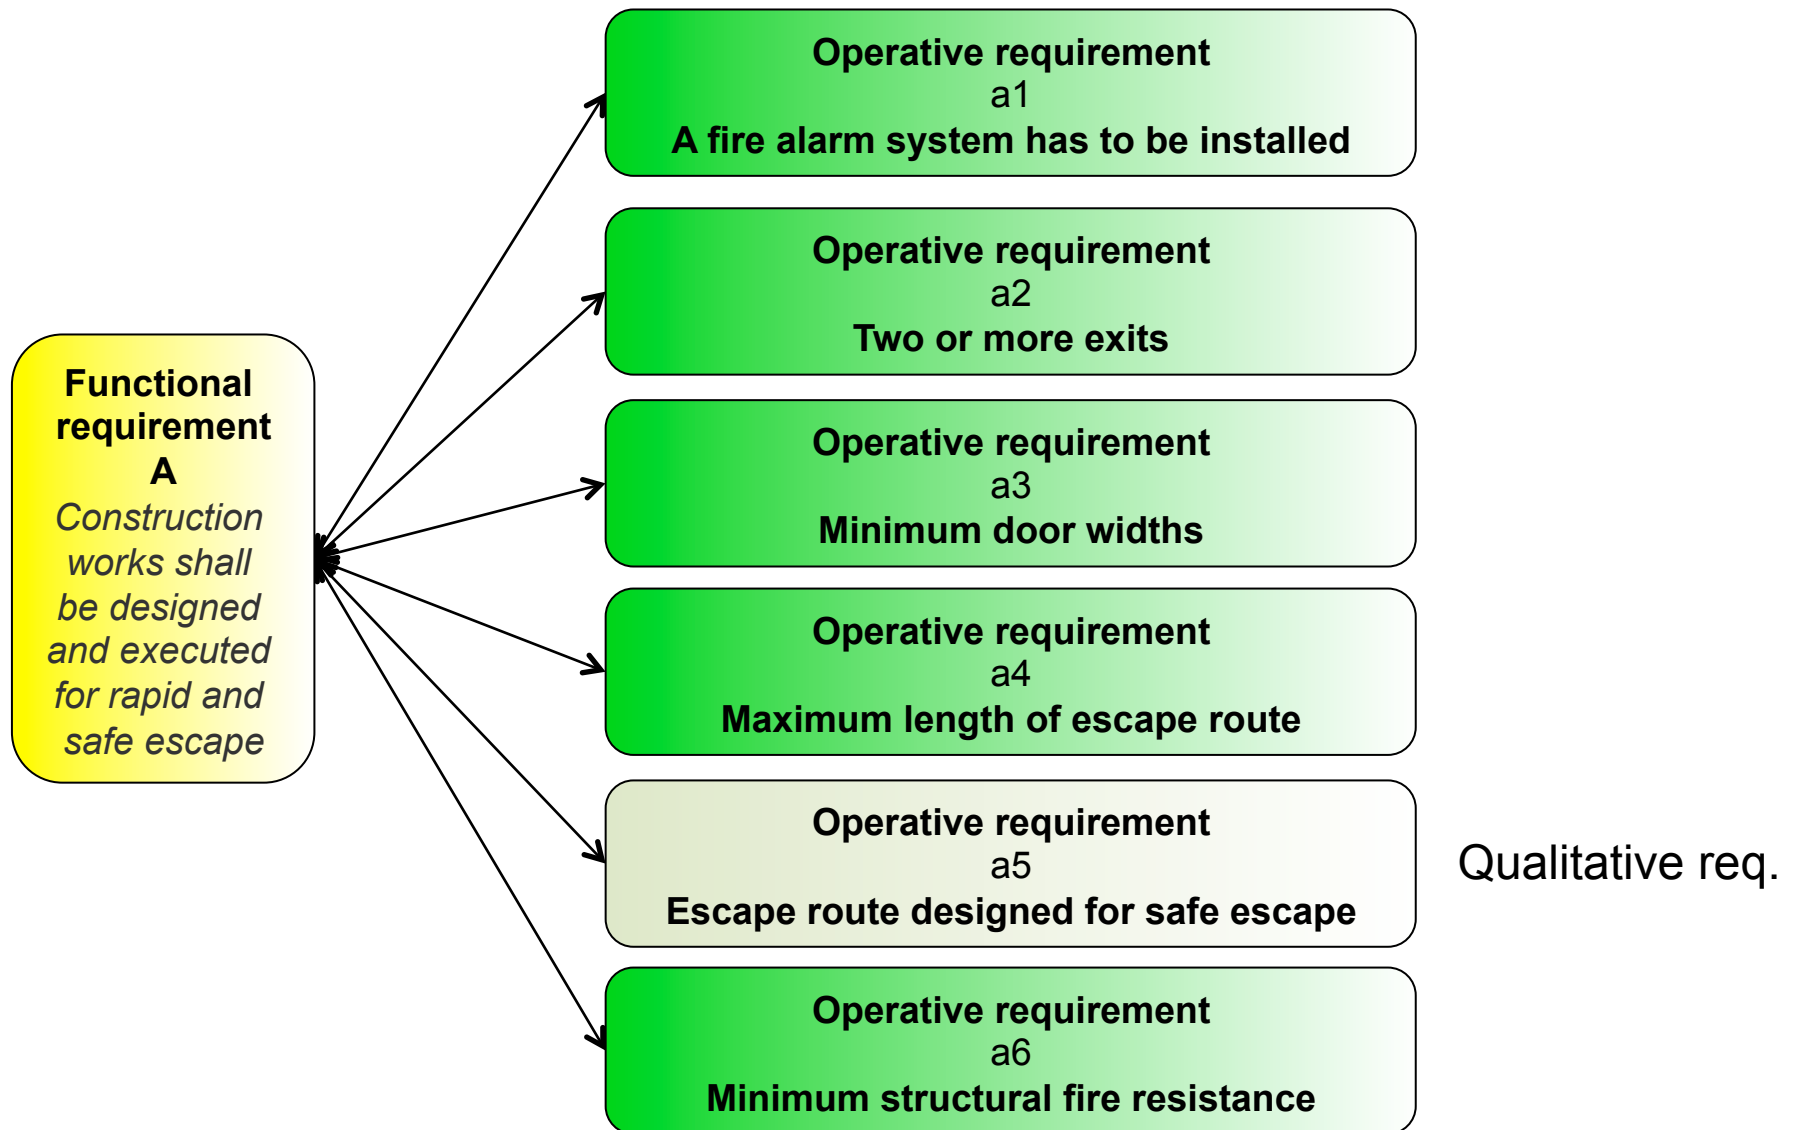 Operative requirement
a1
A fire alarm system has to be installed
Operative requirement
a2
Two or more exits
Functional
requirement
A
Construction
works shall
be designed
and executed
for rapid and
safe escape
Operative requirement
a3
Minimum door widths
Operative requirement
a4
Maximum length of escape route
Operative requirement
a5
Escape route designed for safe escape
Qualitative req.
Operative requirement
a6
Minimum structural fire resistance